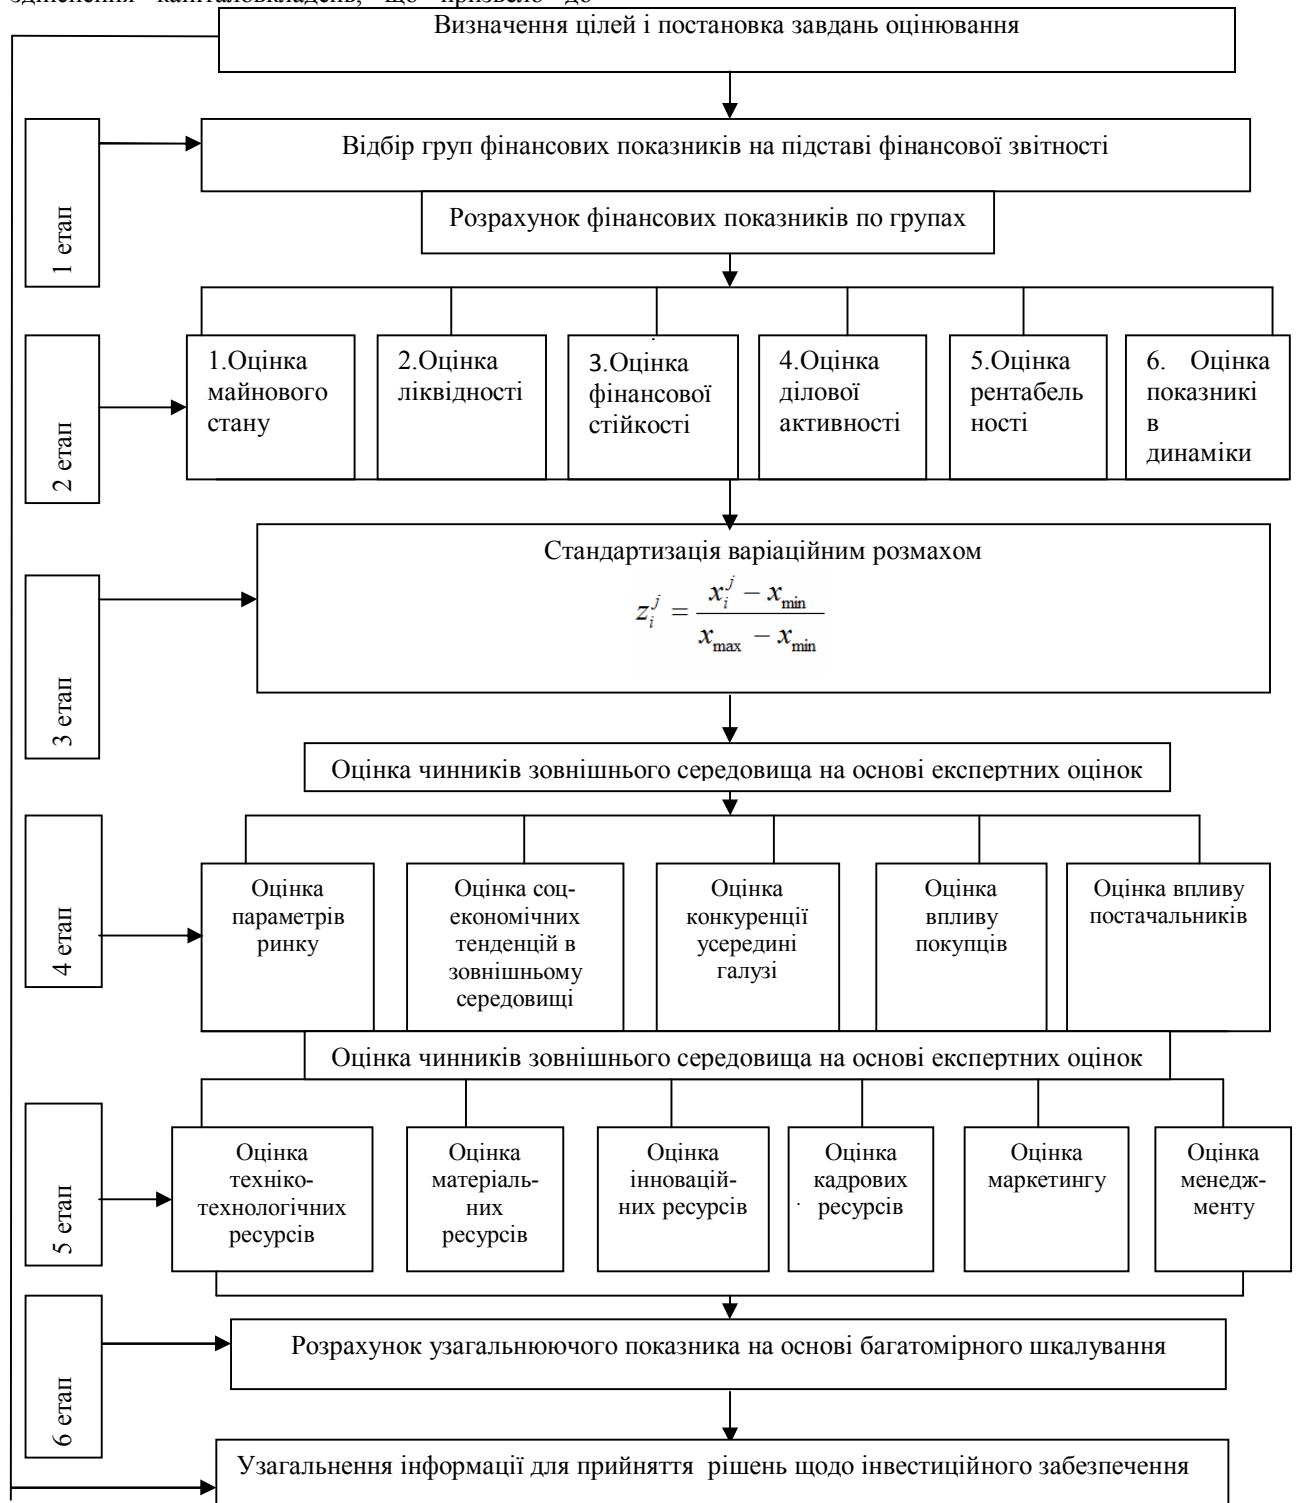 здійснення капіталовкладень, що призвело до
Визначення цілей і постановка завдань оцінювання
1 етап
Відбір груп фінансових показників на підставі фінансової звітності
Розрахунок фінансових показників по групах
2 етап
1.Оцінка
майнового
стану
2.Оцінка
ліквідності
3.Оцінка
фінансової
стійкості
4.Оцінка
ділової
активності
5.Оцінка
рентабель
ності
6. Оцінка
показникі
в
динаміки
3 етап
Стандартизація варіаційним розмахом
z_i^j = (x_i^j − x_min) / (x_max − x_min)
Оцінка чинників зовнішнього середовища на основі експертних оцінок
4 етап
Оцінка
параметрів
ринку
Оцінка соц-
економічних
тенденцій в
зовнішньому
середовищі
Оцінка
конкуренції
усередині
галузі
Оцінка
впливу
покупців
Оцінка впливу
постачальників
Оцінка чинників зовнішнього середовища на основі експертних оцінок
5 етап
Оцінка
техніко-
технологічних
ресурсів
Оцінка
матеріаль-
них
ресурсів
Оцінка
інновацій-
них ресурсів
Оцінка
кадрових
ресурсів
Оцінка
маркетингу
Оцінка
менедж-
менту
6 етап
Розрахунок узагальнюючого показника на основі багатомірного шкалування
Узагальнення інформації для прийняття рішень щодо інвестиційного забезпечення